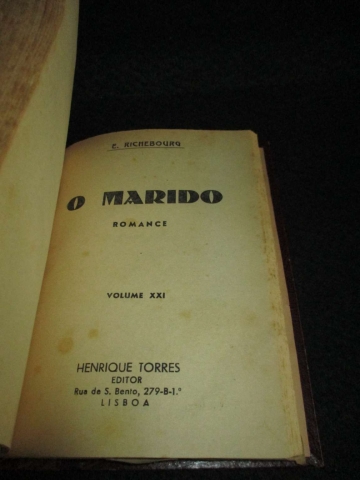 E. RICHEBOURG
O MARIDO
ROMANCE
VOLUME XXI
HENRIQUE TORRES
EDITOR
Rua de S. Bento, 279-B-1.º
LISBOA